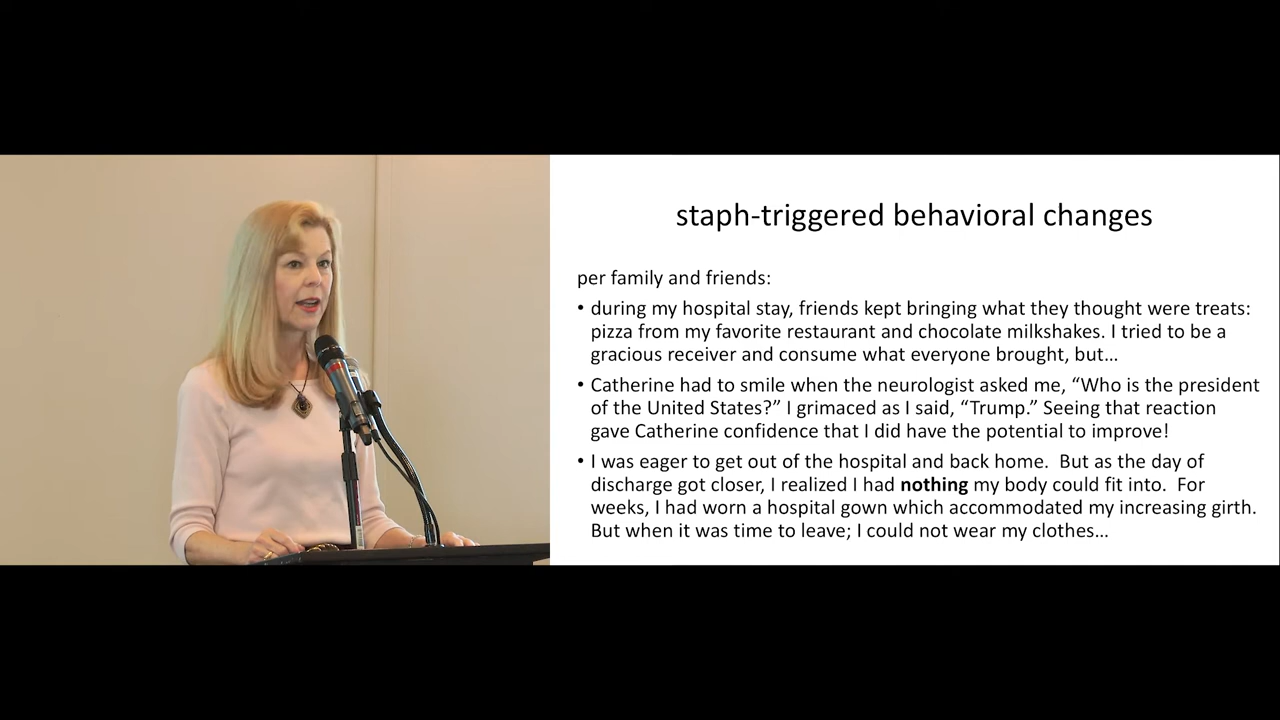 staph-triggered behavioral changes
per family and friends:
• during my hospital stay, friends kept bringing what they thought were treats:
pizza from my favorite restaurant and chocolate milkshakes. I tried to be a
gracious receiver and consume what everyone brought, but…
• Catherine had to smile when the neurologist asked me, “Who is the president
of the United States?” I grimaced as I said, “Trump.” Seeing that reaction
gave Catherine confidence that I did have the potential to improve!
• I was eager to get out of the hospital and back home.  But as the day of
discharge got closer, I realized I had nothing my body could fit into.  For
weeks, I had worn a hospital gown which accommodated my increasing girth.
But when it was time to leave; I could not wear my clothes…